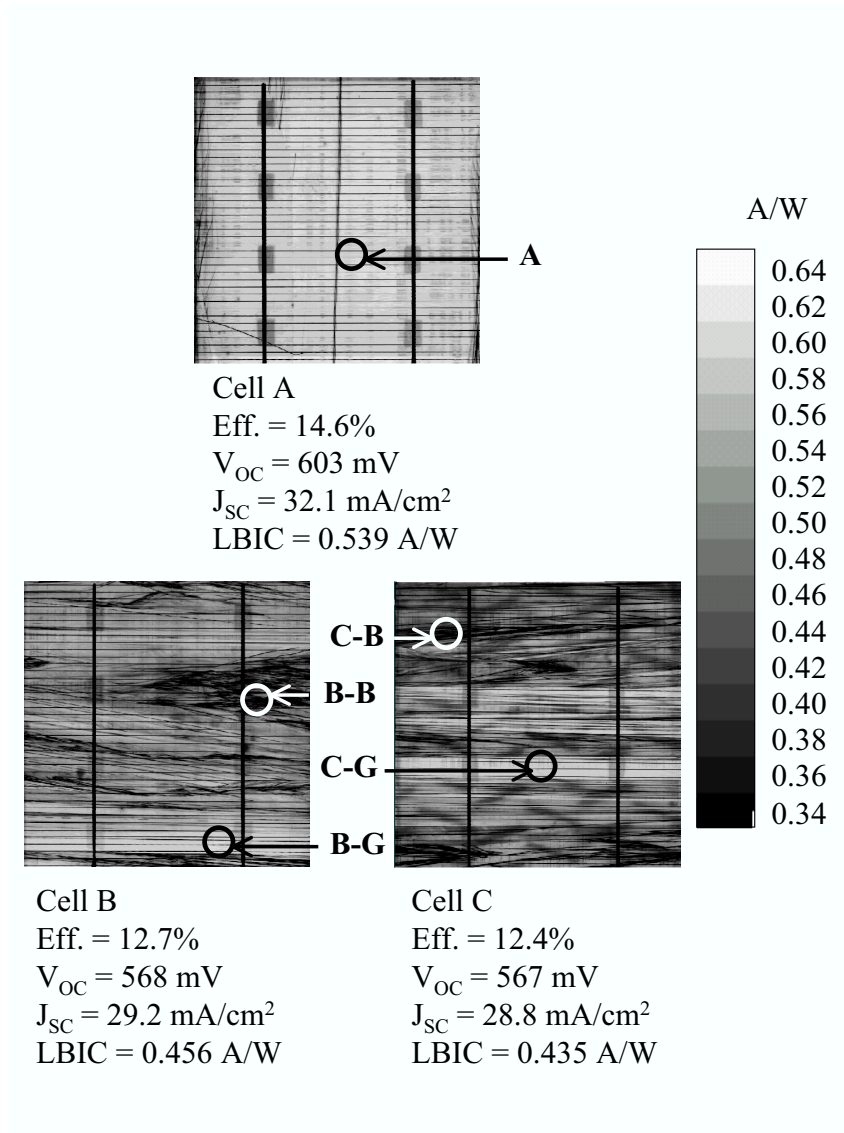 A/W
0.64
0.62
0.60
0.58
0.56
0.54
0.52
0.50
0.48
0.46
0.44
0.42
0.40
0.38
0.36
0.34
A
Cell A
Eff. = 14.6%
V_OC = 603 mV
J_SC = 32.1 mA/cm²
LBIC = 0.539 A/W
C-B
B-B
C-G
B-G
Cell B
Eff. = 12.7%
V_OC = 568 mV
J_SC = 29.2 mA/cm²
LBIC = 0.456 A/W
Cell C
Eff. = 12.4%
V_OC = 567 mV
J_SC = 28.8 mA/cm²
LBIC = 0.435 A/W